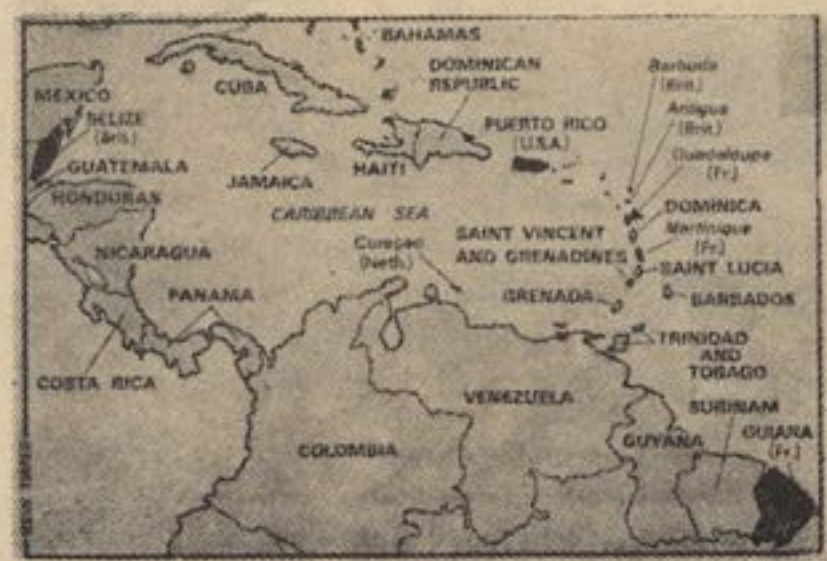 BAHAMAS
CUBA
DOMINICAN
REPUBLIC
Barbuda
(Brit.)
MEXICO
BELIZE
(Brit.)
Antigua
(Brit.)
PUERTO RICO
(U.S.A.)
Guadaloupe
(Fr.)
GUATEMALA
HONDURAS
JAMAICA
HAITI
DOMINICA
CARIBBEAN SEA
Martinique
(Fr.)
NICARAGUA
Curaçao
(Neth.)
SAINT VINCENT
AND GRENADINES
SAINT LUCIA
PANAMA
GRENADA
BARBADOS
COSTA RICA
TRINIDAD
AND
TOBAGO
VENEZUELA
SURINAM
COLOMBIA
GUYANA
GUIANA
(Fr.)